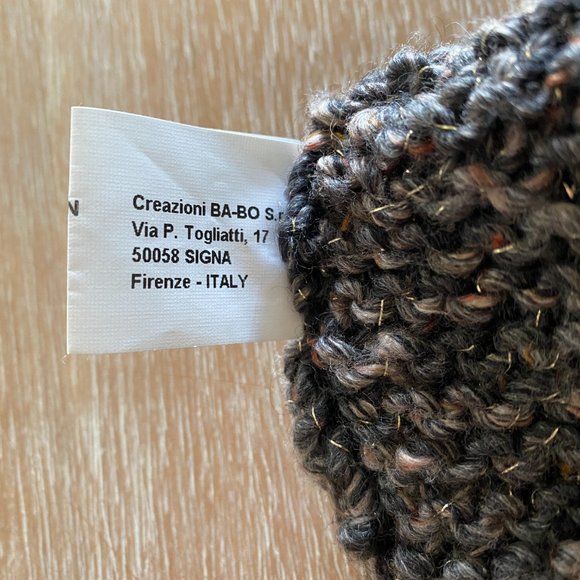 N
Creazioni BA-BO S.r
Via P. Togliatti, 17
50058 SIGNA
Firenze - ITALY